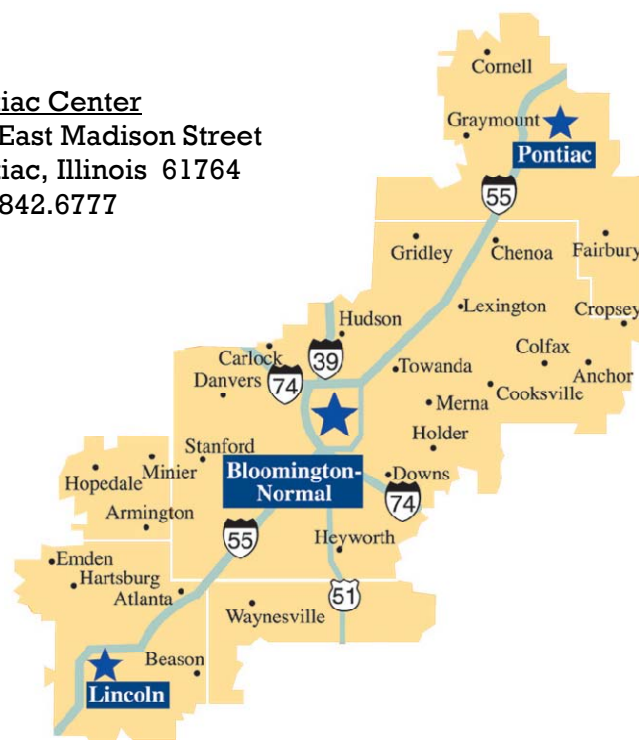 tiac Center
East Madison Street
tiac, Illinois 61764
842.6777
Cornell
Graymount
Pontiac
55
Gridley
Chenoa
Fairbury
Lexington
Cropsey
Hudson
Carlock
39
Towanda
Colfax
Danvers
74
Anchor
Cooksville
Merna
Holder
Stanford
Minier
Hopedale
Bloomington-
Normal
Downs
74
Armington
55
Heyworth
Emden
Hartsburg
Atlanta
51
Waynesville
Beason
Lincoln